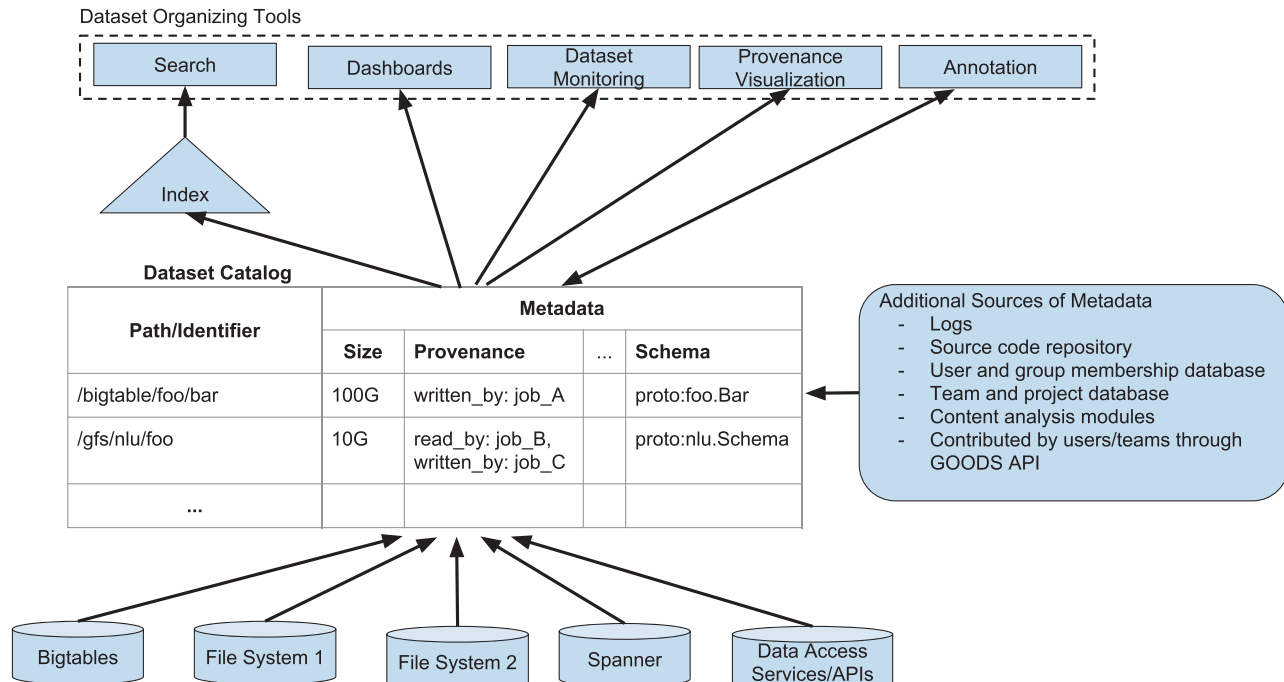 Dataset Organizing Tools
Search
Dashboards
Dataset
Monitoring
Provenance
Visualization
Annotation
Index
Dataset Catalog
Path/Identifier
Metadata
Size
Provenance
...
Schema
/bigtable/foo/bar
100G
written_by: job_A
proto:foo.Bar
/gfs/nlu/foo
10G
read_by: job_B,
written_by: job_C
proto:nlu.Schema
...
Additional Sources of Metadata
- Logs
- Source code repository
- User and group membership database
- Team and project database
- Content analysis modules
- Contributed by users/teams through
GOODS API
Bigtables
File System 1
File System 2
Spanner
Data Access
Services/APIs